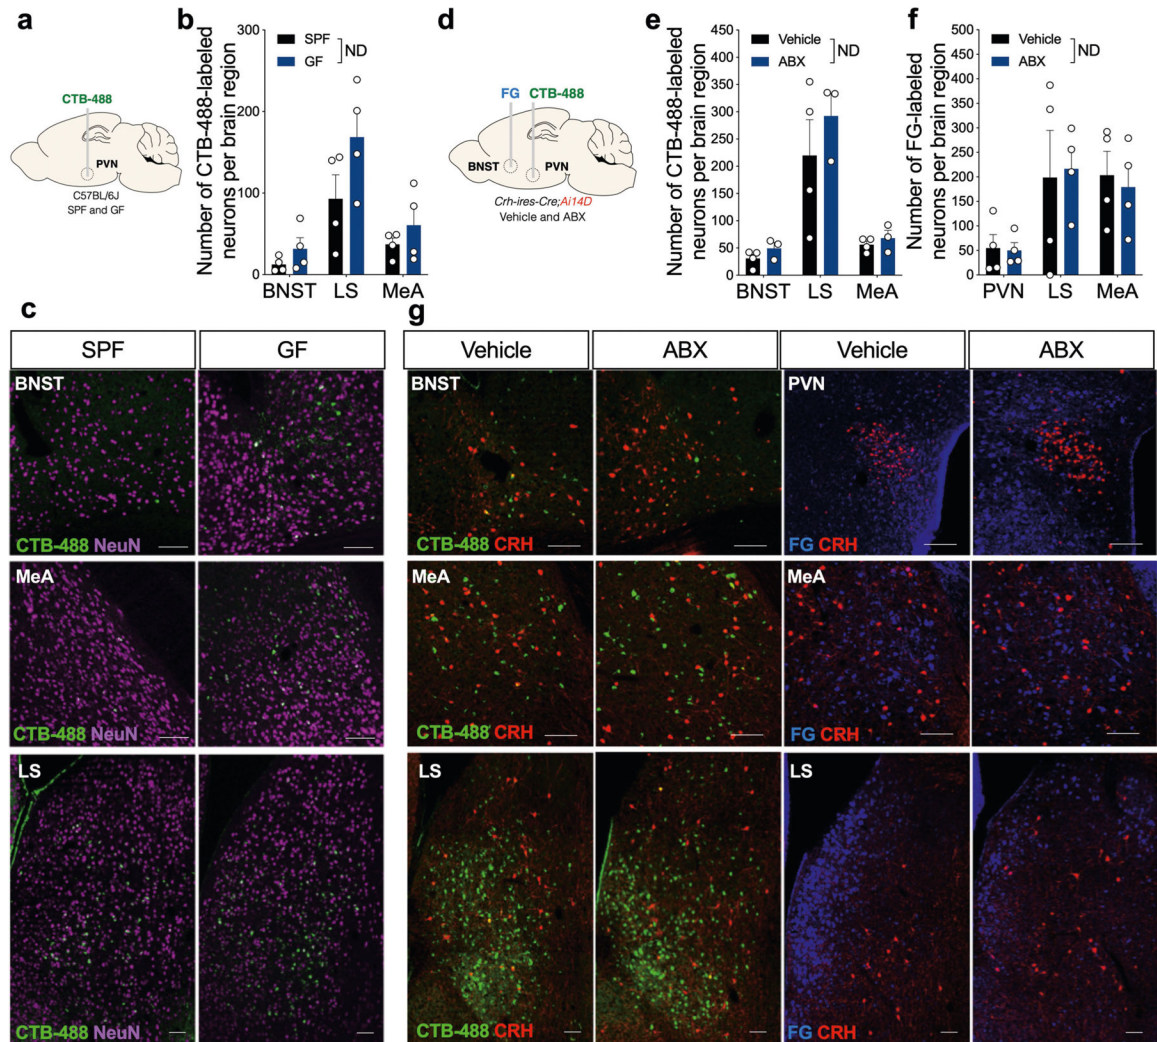 a
CTB-488
PVN
C57BL/6J
SPF and GF
b
Number of CTB-488-labeled
neurons per brain region
300
200
100
0
SPF
GF
ND
BNST LS MeA
d
FG CTB-488
BNST PVN
Crh-ires-Cre;Ai14D
Vehicle and ABX
e
Number of CTB-488-labeled
neurons per brain region
500
450
400
350
300
250
200
150
100
50
0
Vehicle
ABX
ND
BNST LS MeA
f
Number of FG-labeled
neurons per brain region
500
450
400
350
300
250
200
150
100
50
0
Vehicle
ABX
ND
PVN LS MeA
c
SPF GF
BNST
CTB-488 NeuN
MeA
CTB-488 NeuN
LS
CTB-488 NeuN
g
Vehicle ABX Vehicle ABX
BNST PVN
CTB-488 CRH FG CRH
MeA MeA
CTB-488 CRH FG CRH
LS LS
CTB-488 CRH FG CRH